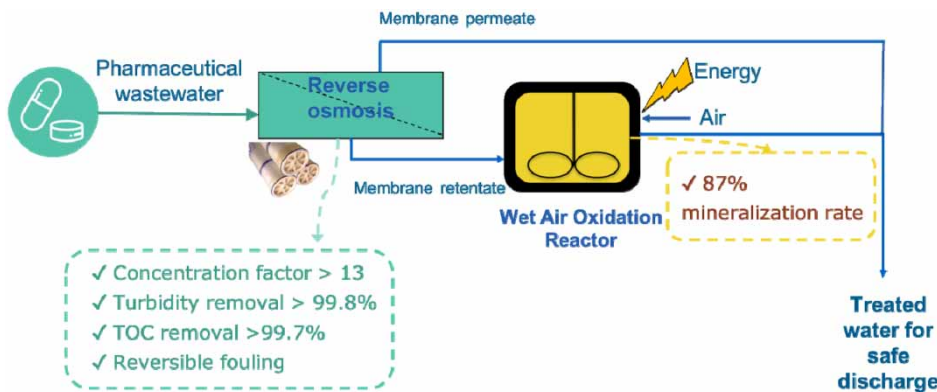 Membrane permeate
Pharmaceutical
wastewater
Reverse
osmosis
Energy
Air
Membrane retentate
Wet Air Oxidation
Reactor
✓ 87%
mineralization rate
✓ Concentration factor > 13
✓ Turbidity removal > 99.8%
✓ TOC removal >99.7%
✓ Reversible fouling
Treated
water for
safe
discharge